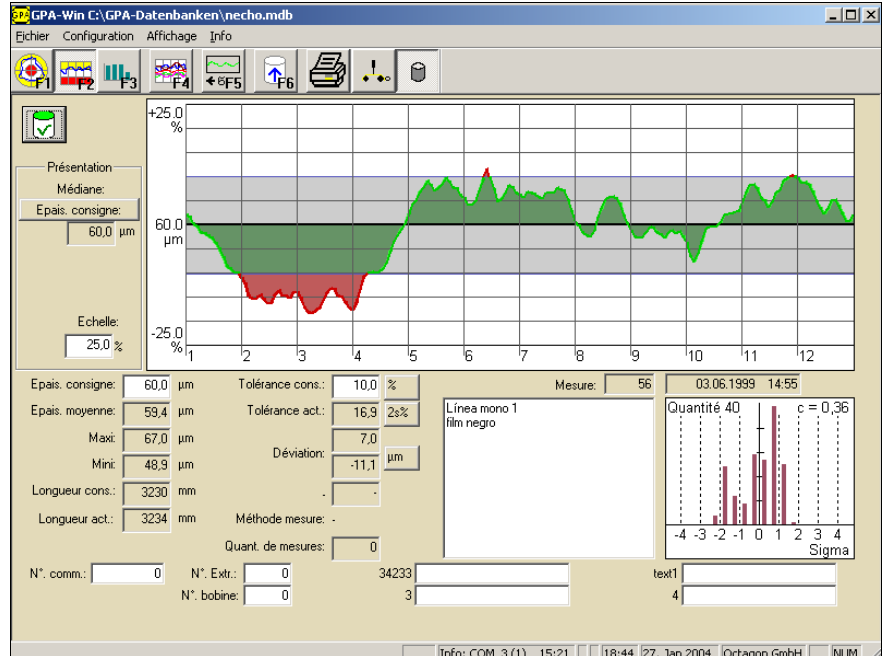 GPA-Win C:\GPA-Datenbanken\necho.mdb
Fichier Configuration Affichage Info
GPA F1 F2 F3 F4 F5 F6
+25.0
%
60.0
µm
-25.0
%
1 2 3 4 5 6 7 8 9 10 11 12
Présentation
Médiane:
Epais. consigne:
60,0 µm
Echelle:
25,0 %
Epais. consigne: 60,0 µm Tolérance cons.: 10,0 % Mesure: 56 03.06.1999 14:55
Epais. moyenne: 59,4 µm Tolérance act.: 16,9 2s%
Maxi: 67,0 µm Déviation: 7,0
Mini: 48,9 µm -11,1 µm
Longueur cons.: 3230 mm - -
Longueur act.: 3234 mm Méthode mesure: -
Quant. de mesures: 0
Línea mono 1
film negro
Quantité 40 c = 0,36
-4 -3 -2 -1 0 1 2 3 4
Sigma
N°. comm.: 0 N°. Extr.: 0 34233 text1
N°. bobine: 0 3 4
Info: COM 3 (1) 15:21 18:44 27. Jan 2004 Octagon GmbH NUM